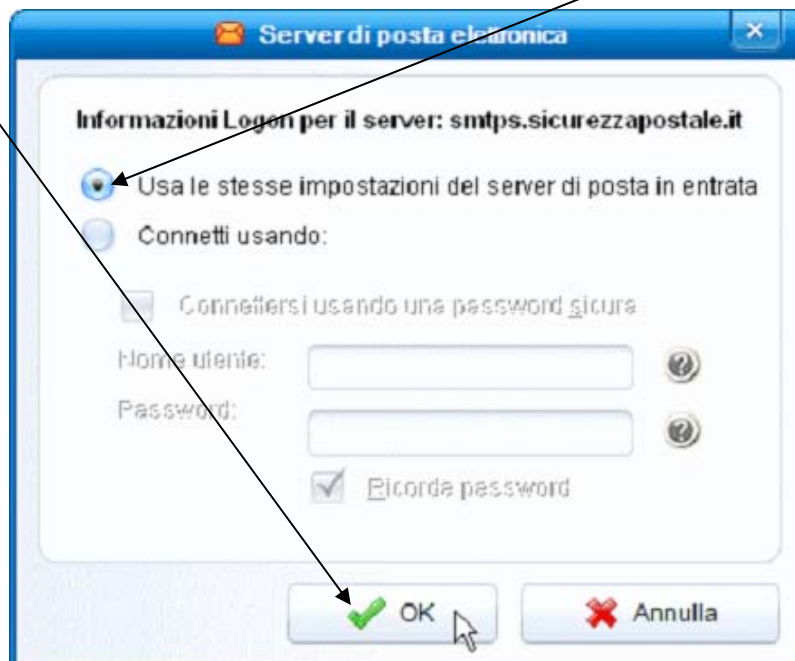 Server di posta elettronica
Informazioni Logon per il server: smtps.sicurezzapostale.it
Usa le stesse impostazioni del server di posta in entrata
Connetti usando:
Connettersi usando una password sicura
Nome utente:
Password:
Ricorda password
OK
Annulla